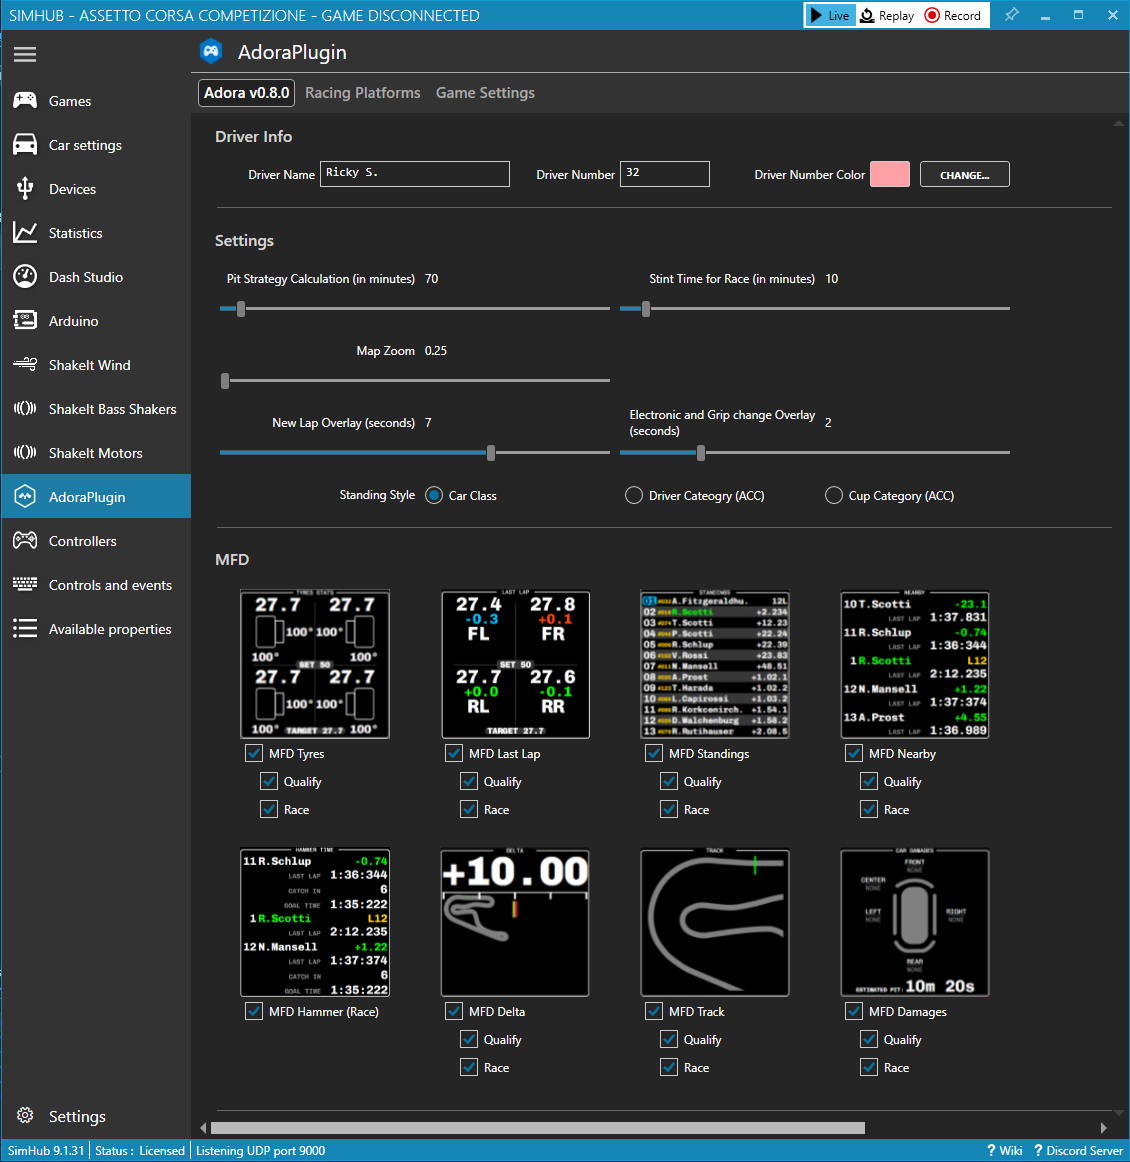 SIMHUB - ASSETTO CORSA COMPETIZIONE - GAME DISCONNECTED
Live
Replay
Record
AdoraPlugin
Adora v0.8.0
Racing Platforms
Game Settings
Games
Car settings
Devices
Statistics
Dash Studio
Arduino
ShakeIt Wind
ShakeIt Bass Shakers
ShakeIt Motors
AdoraPlugin
Controllers
Controls and events
Available properties
Settings
Driver Info
Driver Name Ricky S.
Driver Number 32
Driver Number Color
CHANGE...
Settings
Pit Strategy Calculation (in minutes) 70
Stint Time for Race (in minutes) 10
Map Zoom 0.25
New Lap Overlay (seconds) 7
Electronic and Grip change Overlay
(seconds) 2
Standing Style
Car Class
Driver Cateogry (ACC)
Cup Category (ACC)
MFD
TYRES STATS
27.7 27.7
100° 100°
100° 100°
SET 50
27.7 27.7
100° 100°
100° TARGET 27.7 100°
MFD Tyres
Qualify
Race
LAST LAP
27.4 27.8
-0.3 +0.1
FL FR
SET 50
27.7 27.6
+0.0 -0.1
RL RR
TARGET 27.7
MFD Last Lap
Qualify
Race
STANDINGS
01 A.Fitzgeraldhu. 12L
02 R.Scotti +2.234
03 T.Scotti +12.23
04 P.Scotti +22.24
05 R.Schlup +22.39
06 V.Rossi +23.83
07 N.Mansell +48.51
08 A.Prost +1.02.1
09 T.Harada +1.02.2
10 L.Capirossi +1.03.2
11 R.Korkcenirch. +1.54.1
12 D.Walchenburg +1.58.2
13 R.Rutihauser +2.08.5
MFD Standings
Qualify
Race
NEARBY
10 T.Scotti -23.1
LAST LAP 1:37.831
11 R.Schlup -0.74
LAST LAP 1:36:344
1 R.Scotti L12
LAST LAP 2:12.235
12 N.Mansell +1.22
LAST LAP 1:37:374
13 A.Prost +4.55
LAST LAP 1:36.989
MFD Nearby
Qualify
Race
HAMMER TIME
11 R.Schlup -0.74
LAST LAP 1:36:344
CATCH IN 6
GOAL TIME 1:35:222
1 R.Scotti L12
LAST LAP 2:12.235
12 N.Mansell +1.22
LAST LAP 1:37:374
CATCH IN 6
GOAL TIME 1:35:222
MFD Hammer (Race)
DELTA
+10.00
MFD Delta
Qualify
Race
TRACK
MFD Track
Qualify
Race
CAR DAMAGES
FRONT
NONE
CENTER
NONE
LEFT
NONE
RIGHT
NONE
REAR
NONE
ESTIMATED PIT: 10m 20s
MFD Damages
Qualify
Race
SimHub 9.1.31
Status : Licensed
Listening UDP port 9000
? Wiki
? Discord Server